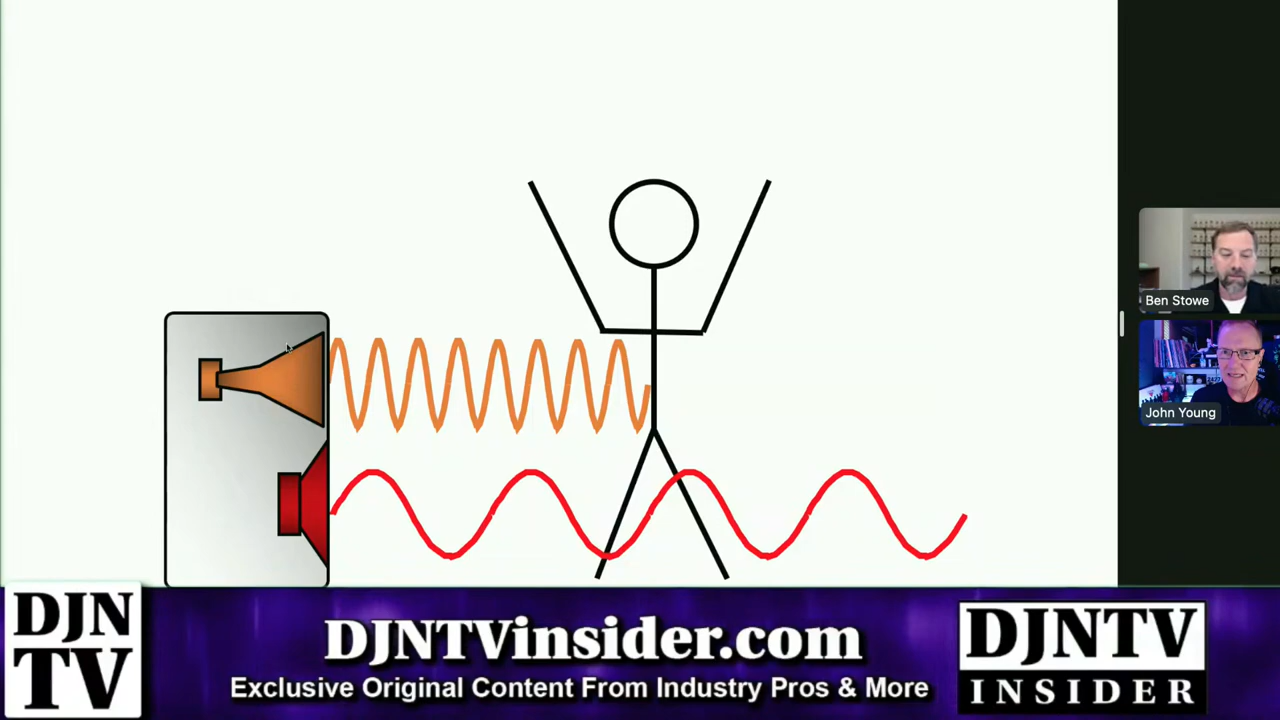 Ben Stowe
John Young
DJN
TV
DJNTVinsider.com
Exclusive Original Content From Industry Pros & More
DJNTV
INSIDER